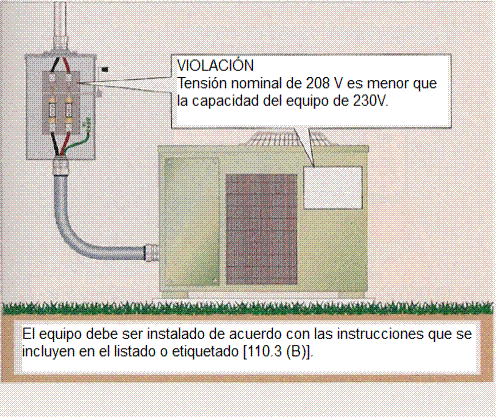 VIOLACIÓN
Tensión nominal de 208 V es menor que
la capacidad del equipo de 230V.
El equipo debe ser instalado de acuerdo con las instrucciones que se
incluyen en el listado o etiquetado [110.3 (B)].